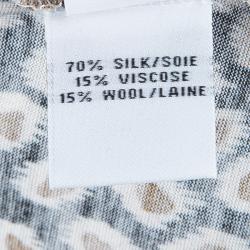 70% SILK/SOIE
15% VISCOSE
15% WOOL/LAINE